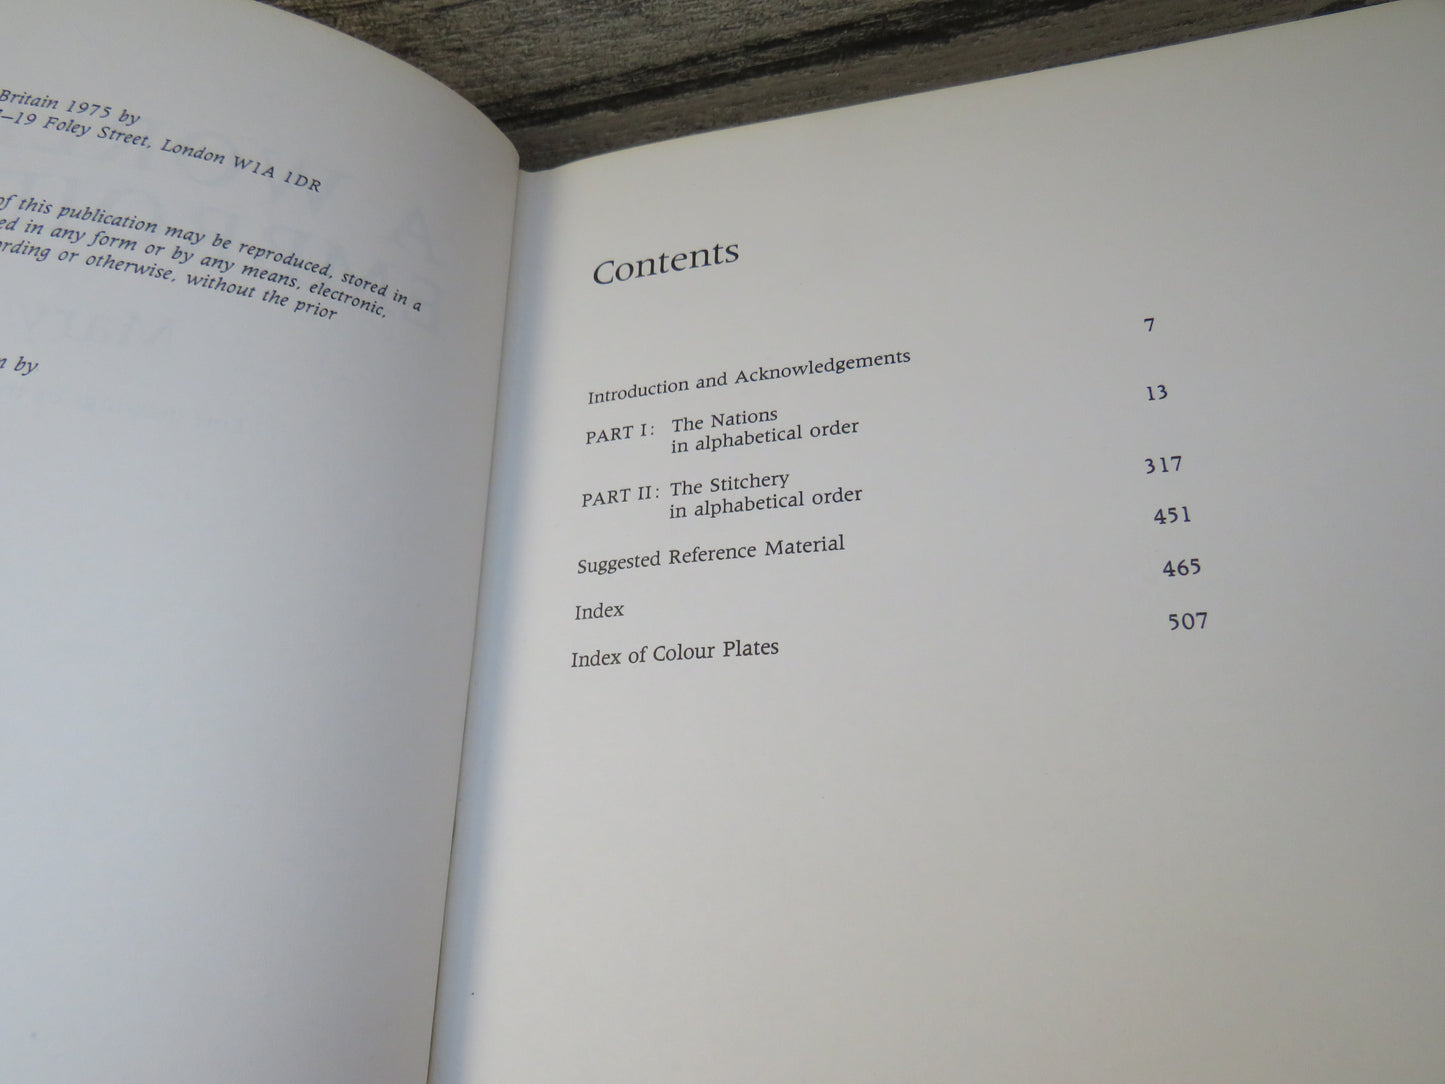 Britain 1975 by
–19 Foley Street, London W1A 1DR
of this publication may be reproduced, stored in a
in any form or by any means, electronic,
or otherwise, without the prior
by
Contents
Introduction and Acknowledgements 7
PART I: The Nations
in alphabetical order 13
PART II: The Stitchery
in alphabetical order 317
Suggested Reference Material 451
Index 465
Index of Colour Plates 507